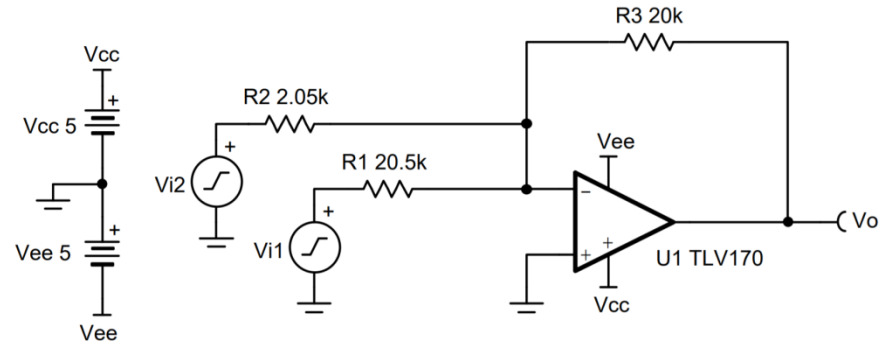 R3 20k
Vcc
R2 2.05k
Vcc 5
+
+
Vee
R1 20.5k
Vi2
+
−
Vo
Vi1
+
Vee 5
+
+
U1 TLV170
Vcc
Vee